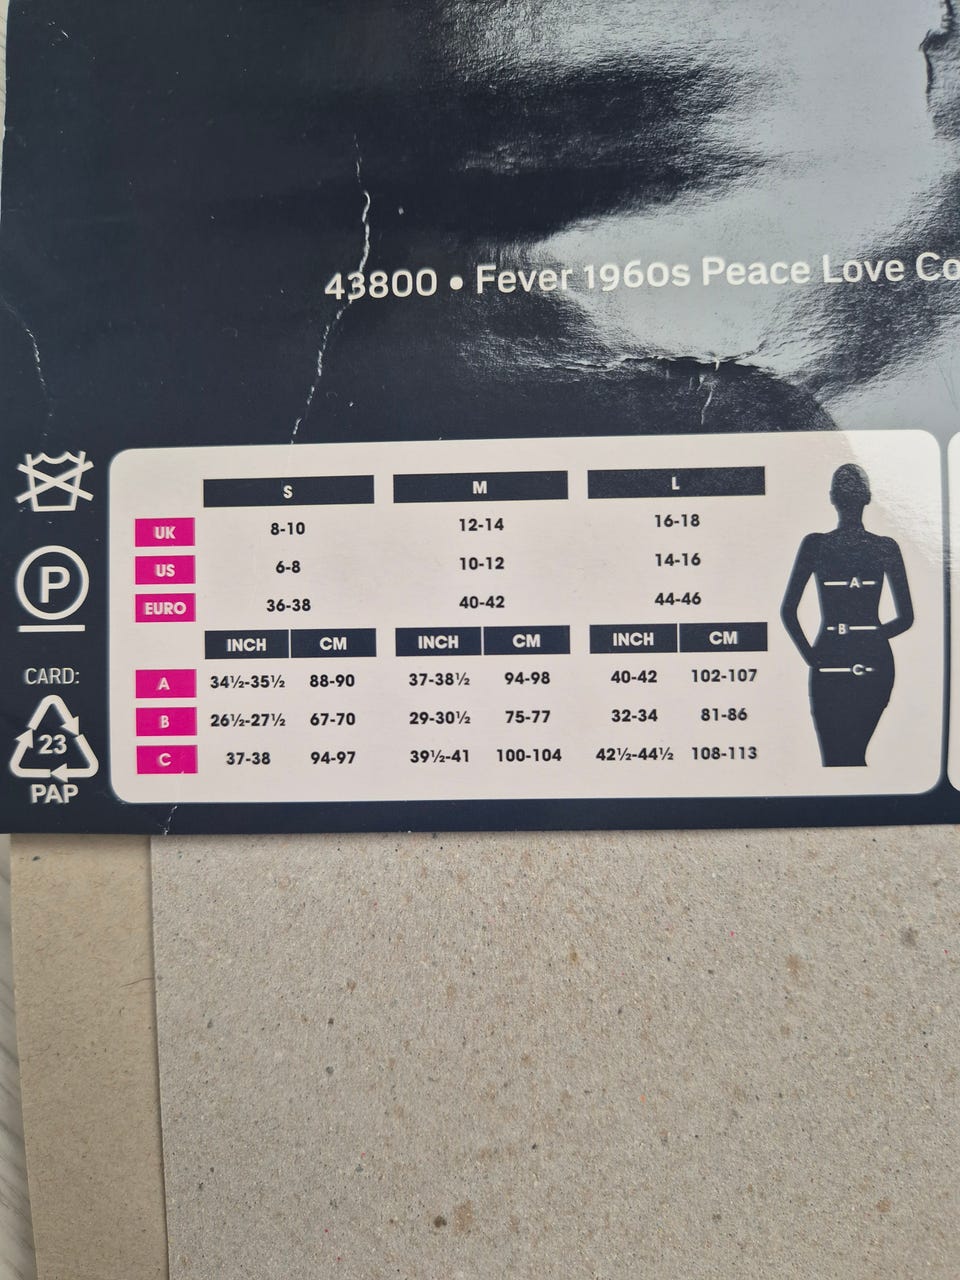 43800 • Fever 1960s Peace Love Co
S M L
UK 8-10 12-14 16-18
US 6-8 10-12 14-16
EURO 36-38 40-42 44-46
INCH CM INCH CM INCH CM
A 34½-35½ 88-90 37-38½ 94-98 40-42 102-107
B 26½-27½ 67-70 29-30½ 75-77 32-34 81-86
C 37-38 94-97 39½-41 100-104 42½-44½ 108-113
A
B
C
P
CARD:
23
PAP